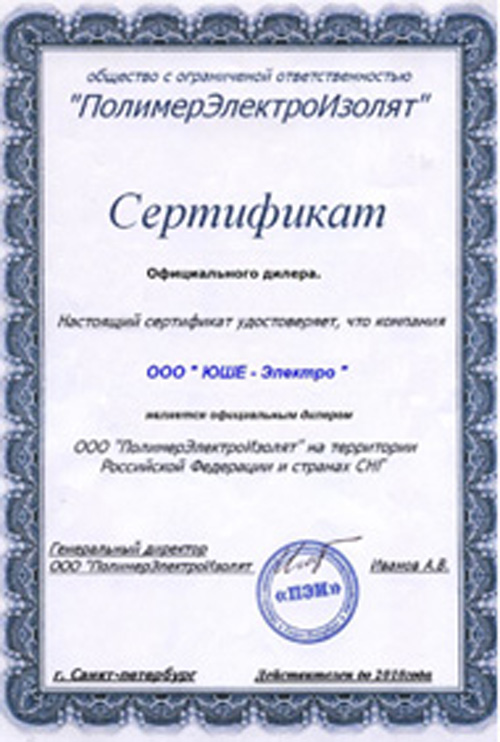 общество с ограниченой ответственностью
"ПолимерЭлектроИзолят"
Сертификат
Официального дилера.
Настоящий сертификат удостоверяет, что компания
ООО " ЮШЕ - Электро "
является официальным дилером
ООО "ПолимерЭлектроИзолят" на территории
Российской Федерации и странах СНГ
Генеральный директор
ООО "ПолимерЭлектроИзолят
Иванов А.В.
«ПЭИ»
г. Санкт-петербург
Действителен до 2010года